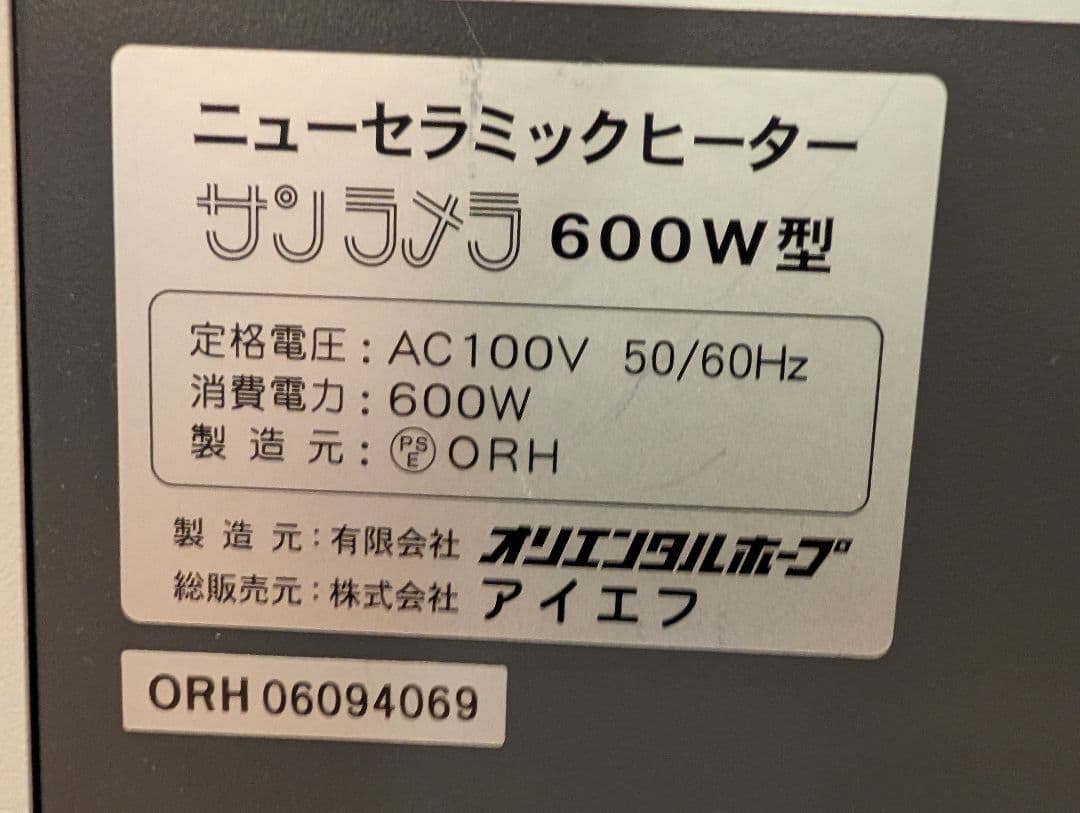 ニューセラミックヒーター
サンラメラ 600W型
定格電圧：AC100V 50/60Hz
消費電力：600W
製造元：PSE ORH
製造元：有限会社 オリエンタルホープ
総販売元：株式会社 アイエフ
ORH 06094069